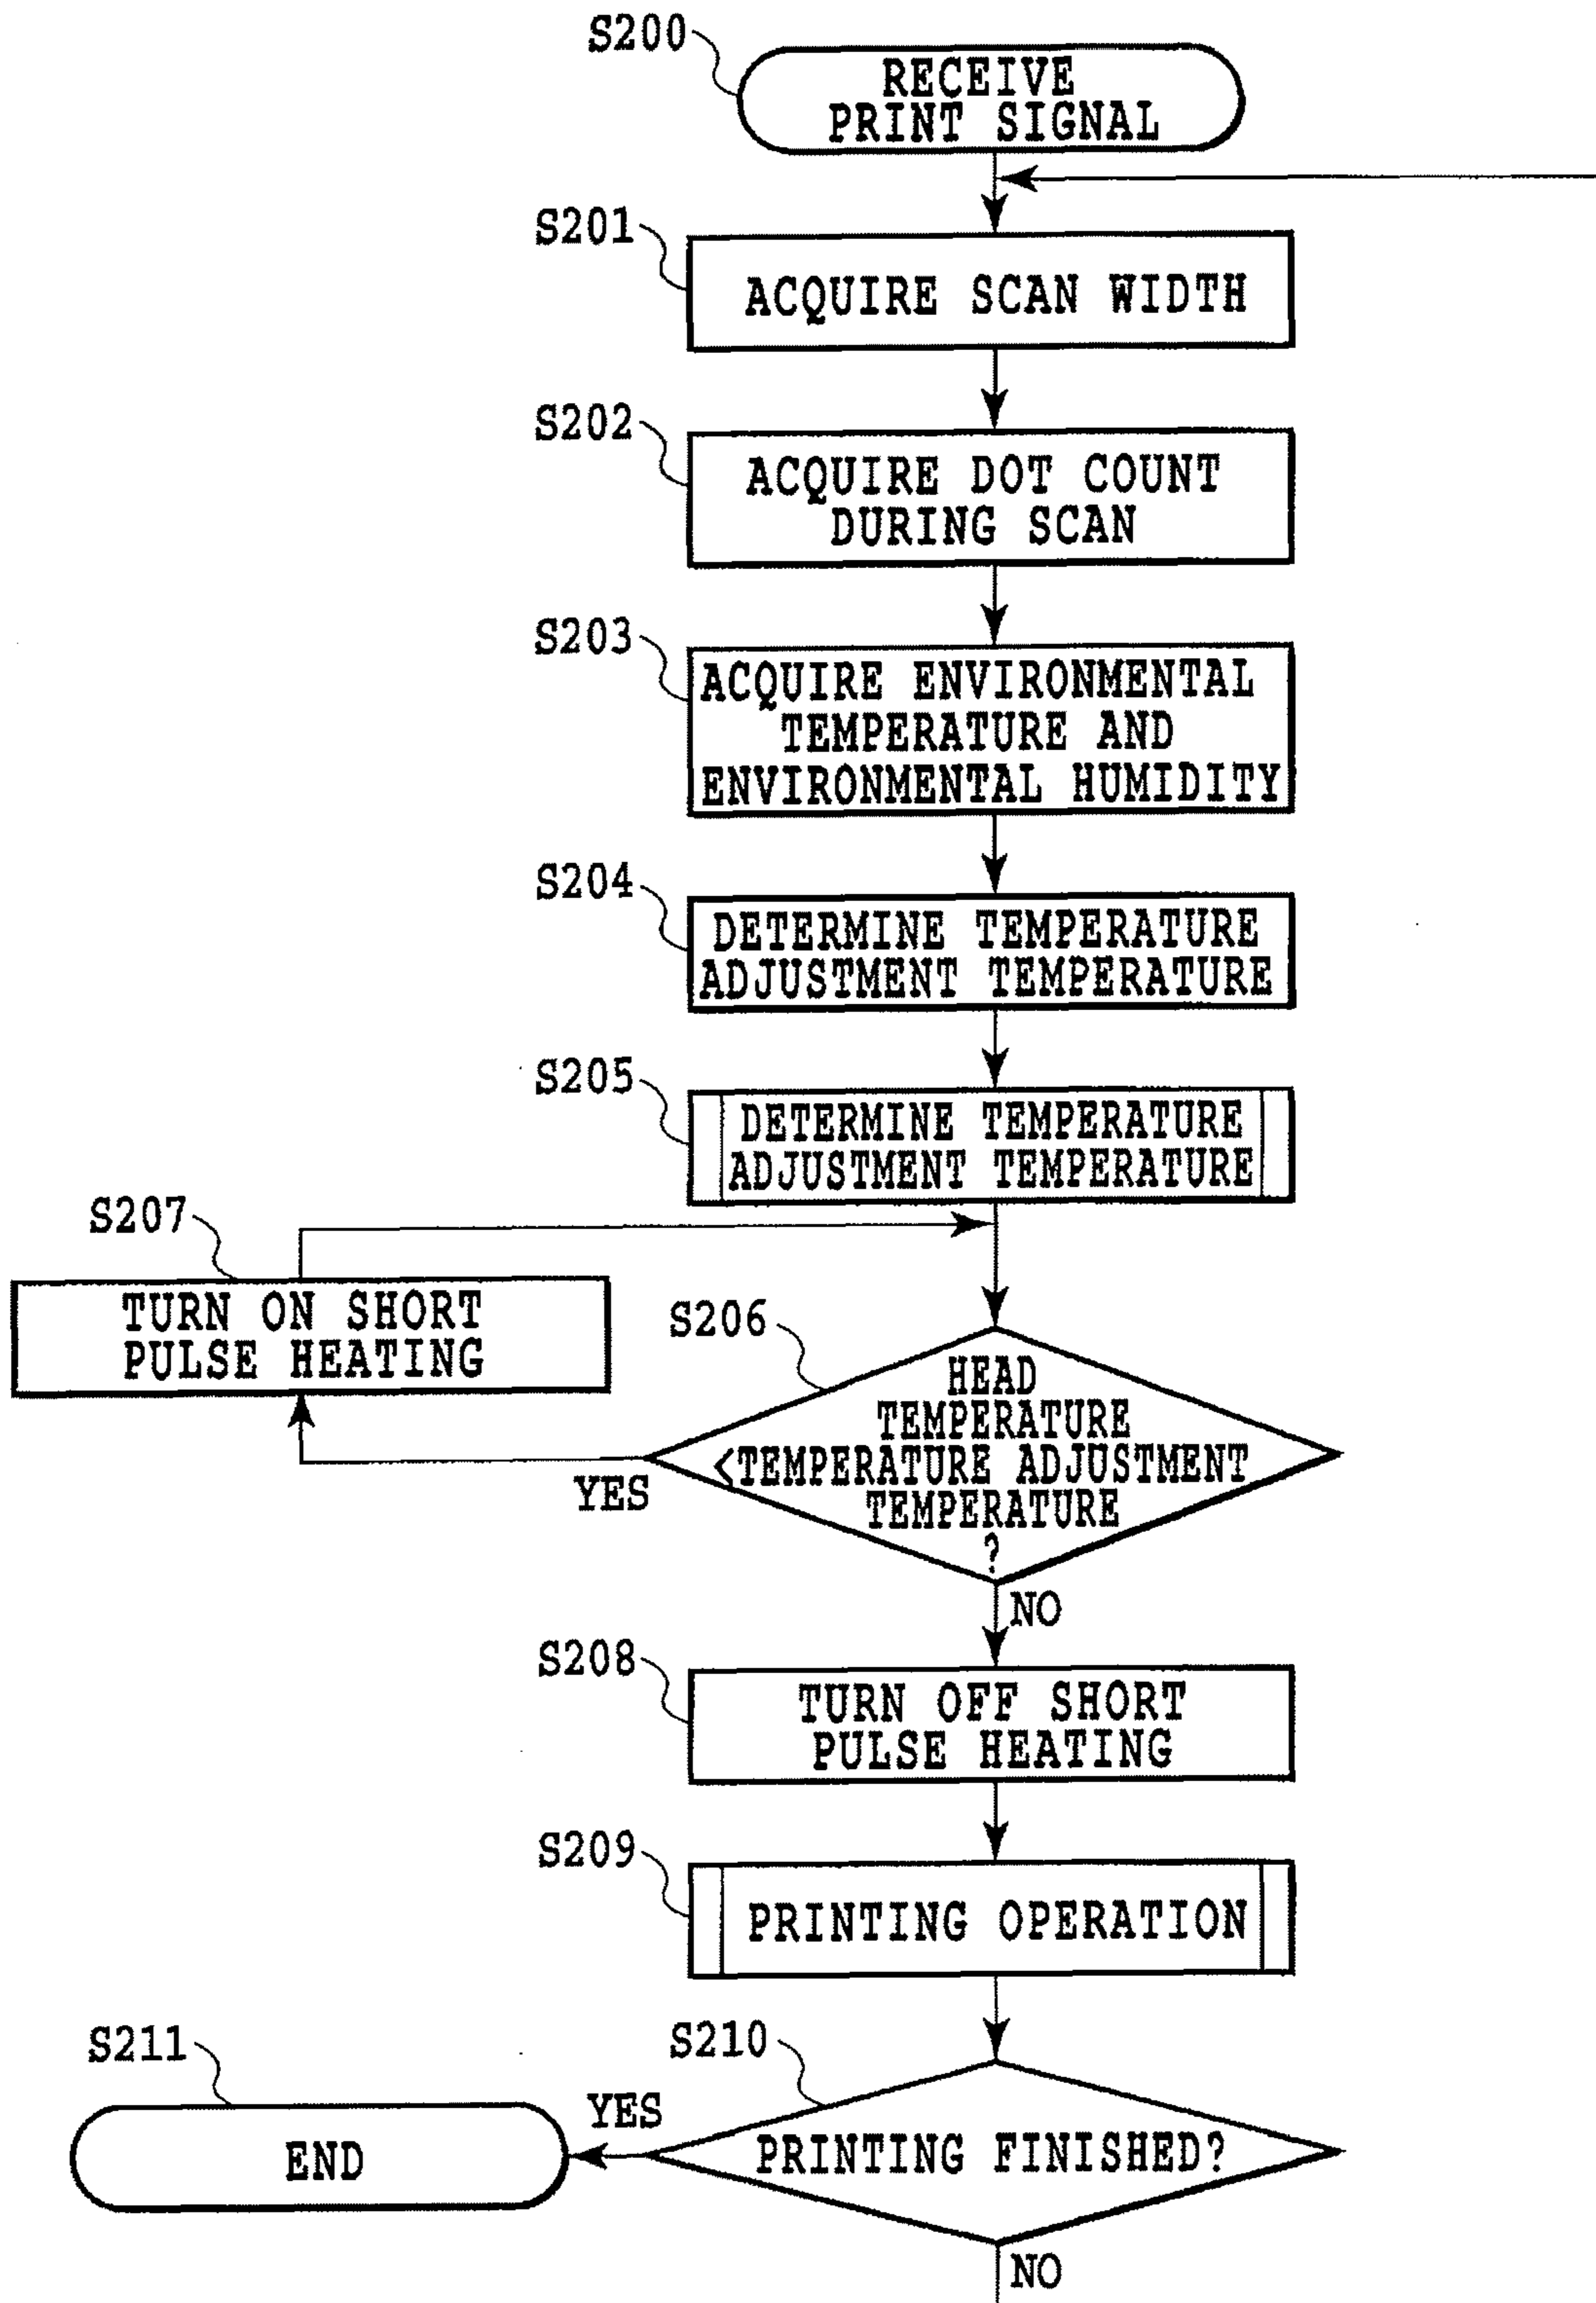 S200
RECEIVE
PRINT SIGNAL
S201
ACQUIRE SCAN WIDTH
S202
ACQUIRE DOT COUNT
DURING SCAN
S203
ACQUIRE ENVIRONMENTAL
TEMPERATURE AND
ENVIRONMENTAL HUMIDITY
S204
DETERMINE TEMPERATURE
ADJUSTMENT TEMPERATURE
S205
DETERMINE TEMPERATURE
ADJUSTMENT TEMPERATURE
S207
TURN ON SHORT
PULSE HEATING
S206
HEAD
TEMPERATURE
<TEMPERATURE ADJUSTMENT
TEMPERATURE
?
YES
NO
S208
TURN OFF SHORT
PULSE HEATING
S209
PRINTING OPERATION
S210
PRINTING FINISHED?
YES
S211
END
NO